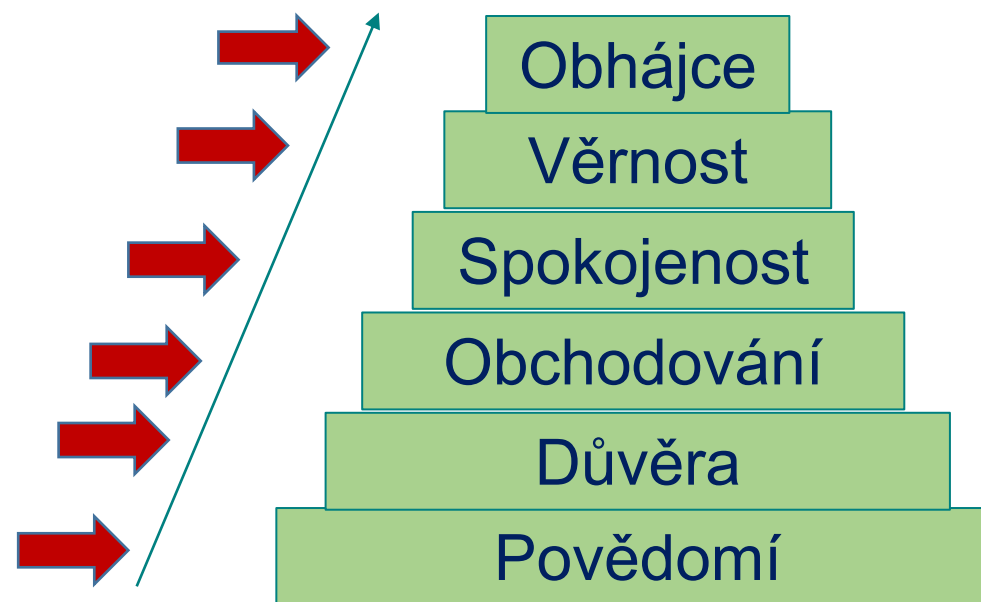 Obhájce
Věrnost
Spokojenost
Obchodování
Důvěra
Povědomí